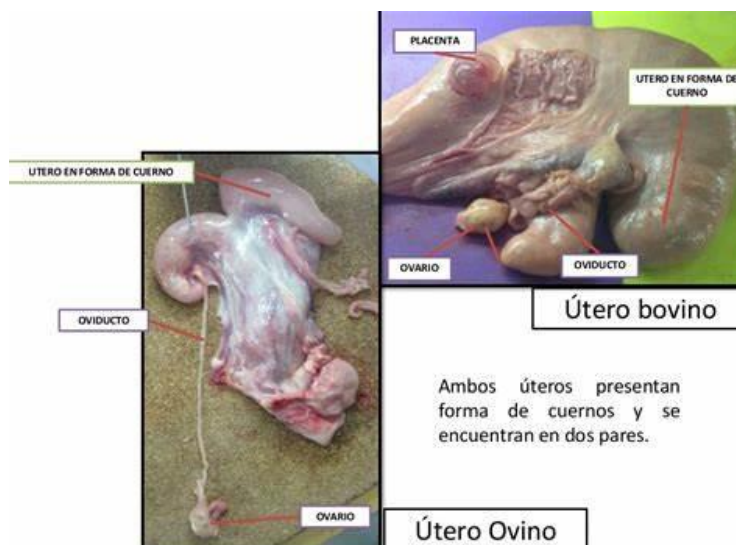 PLACENTA
UTERO EN FORMA DE
CUERNO
OVARIO
OVIDUCTO
Útero bovino
UTERO EN FORMA DE CUERNO
OVIDUCTO
OVARIO
Útero Ovino
Ambos úteros presentan
forma de cuernos y se
encuentran en dos pares.